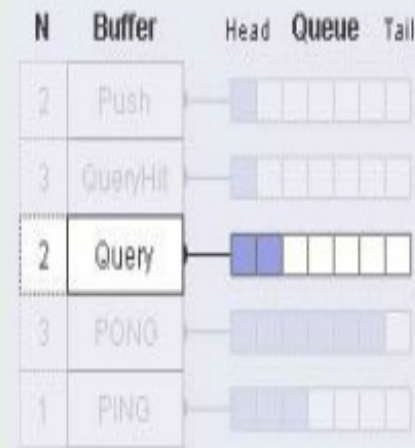 N Buffer Head Queue Tail
2 Push
3 QueryHit
2 Query
3 PONG
1 PING